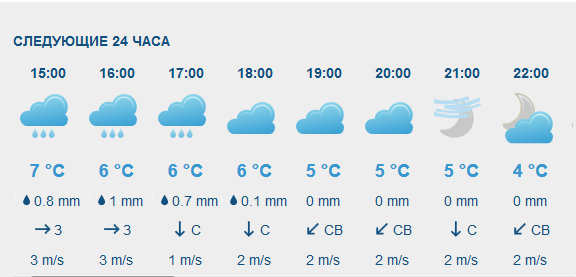 СЛЕДУЮЩИЕ 24 ЧАСА
15:00 16:00 17:00 18:00 19:00 20:00 21:00 22:00
7 °C 6 °C 6 °C 6 °C 5 °C 5 °C 5 °C 4 °C
0.8 mm 1 mm 0.7 mm 0.1 mm 0 mm 0 mm 0 mm 0 mm
→ З → З ↓ С ↓ С ↙ СВ ↙ СВ ↓ С ↙ СВ
3 m/s 3 m/s 1 m/s 2 m/s 2 m/s 2 m/s 2 m/s 2 m/s